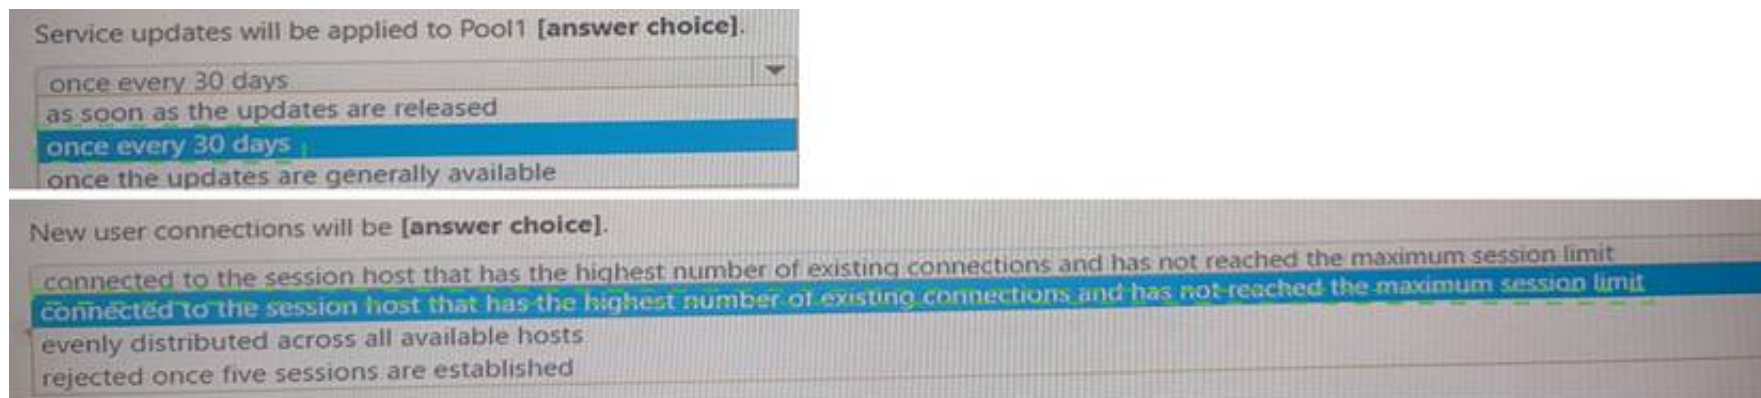 Service updates will be applied to Pool1 [answer choice].
once every 30 days
as soon as the updates are released
once every 30 days
once the updates are generally available
New user connections will be [answer choice].
connected to the session host that has the highest number of existing connections and has not reached the maximum session limit
connected to the session host that has the highest number of existing connections and has not reached the maximum session limit
evenly distributed across all available hosts
rejected once five sessions are established